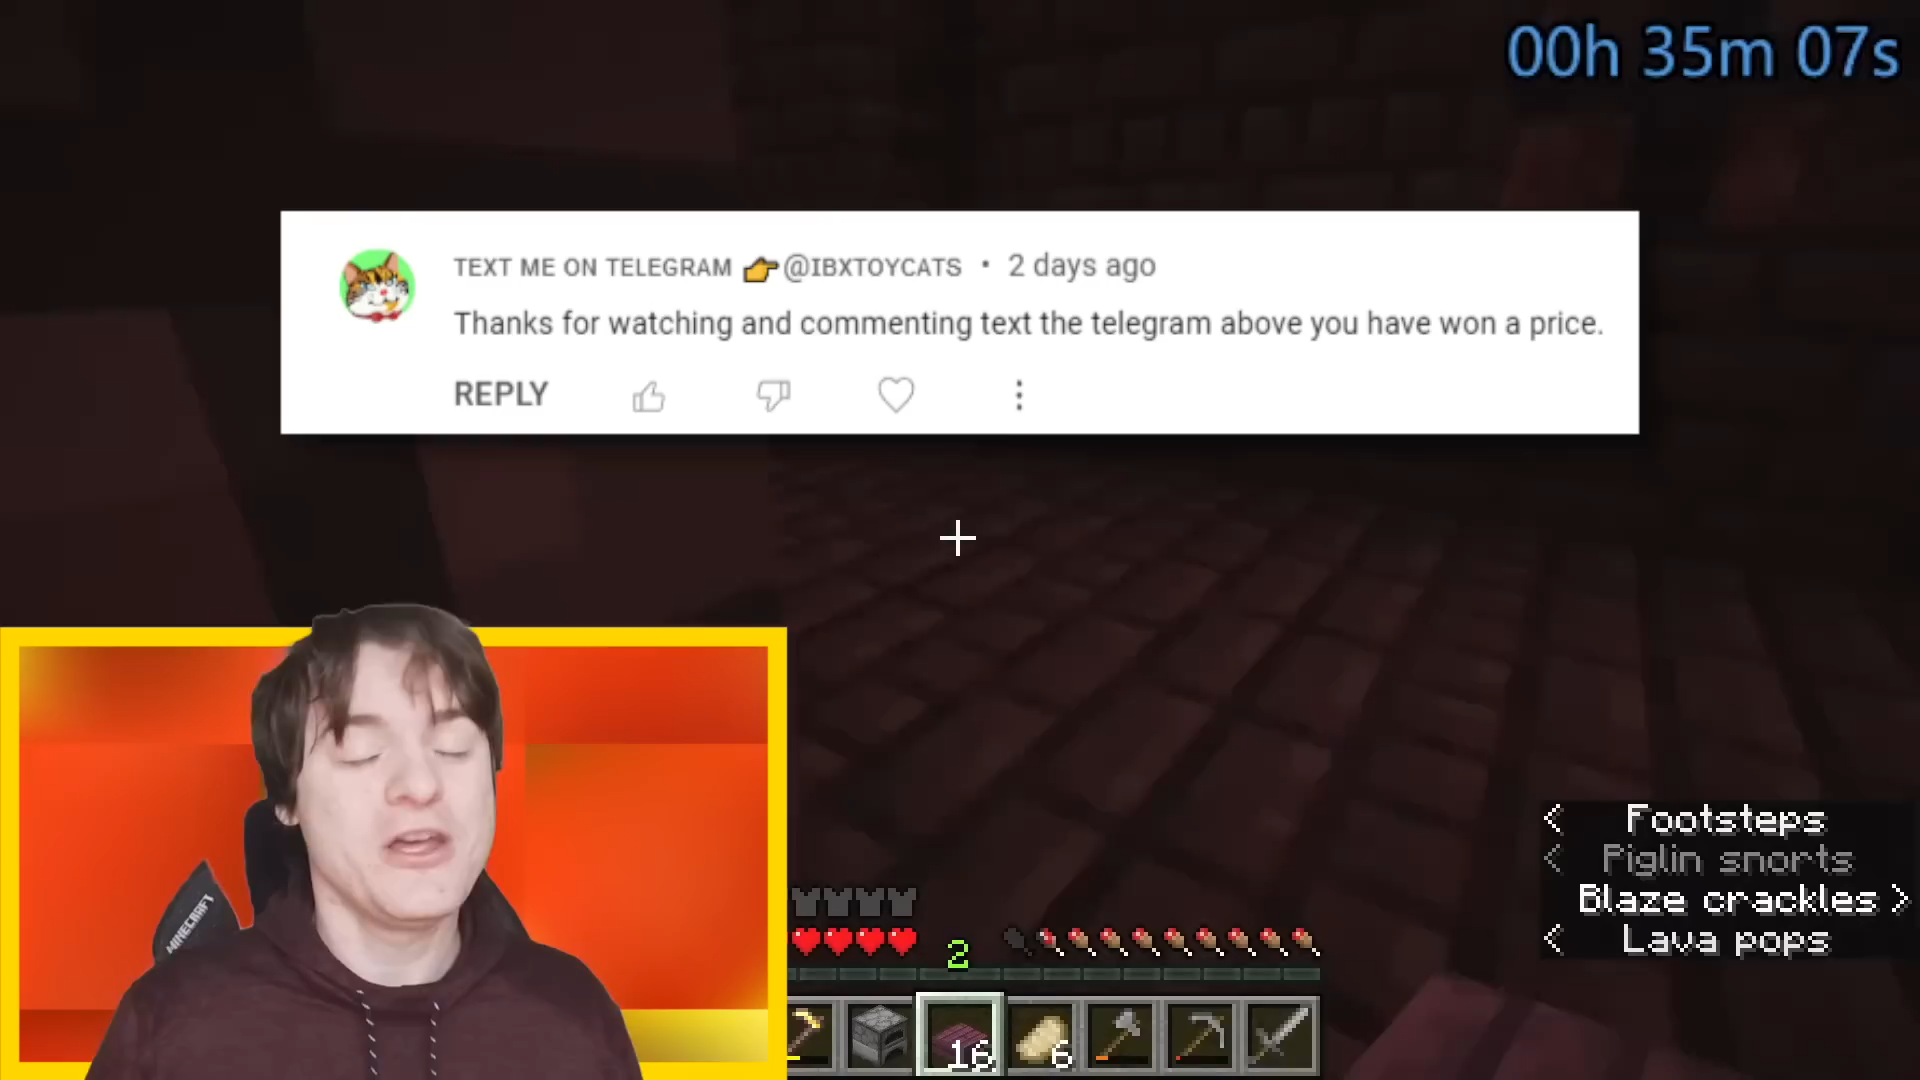 00h 35m 07s
TEXT ME ON TELEGRAM 👉@IBXTOYCATS • 2 days ago
Thanks for watching and commenting text the telegram above you have won a price.
REPLY
Footsteps
Piglin snorts
Blaze crackles
Lava pops
MINECRAFT
2
16
6